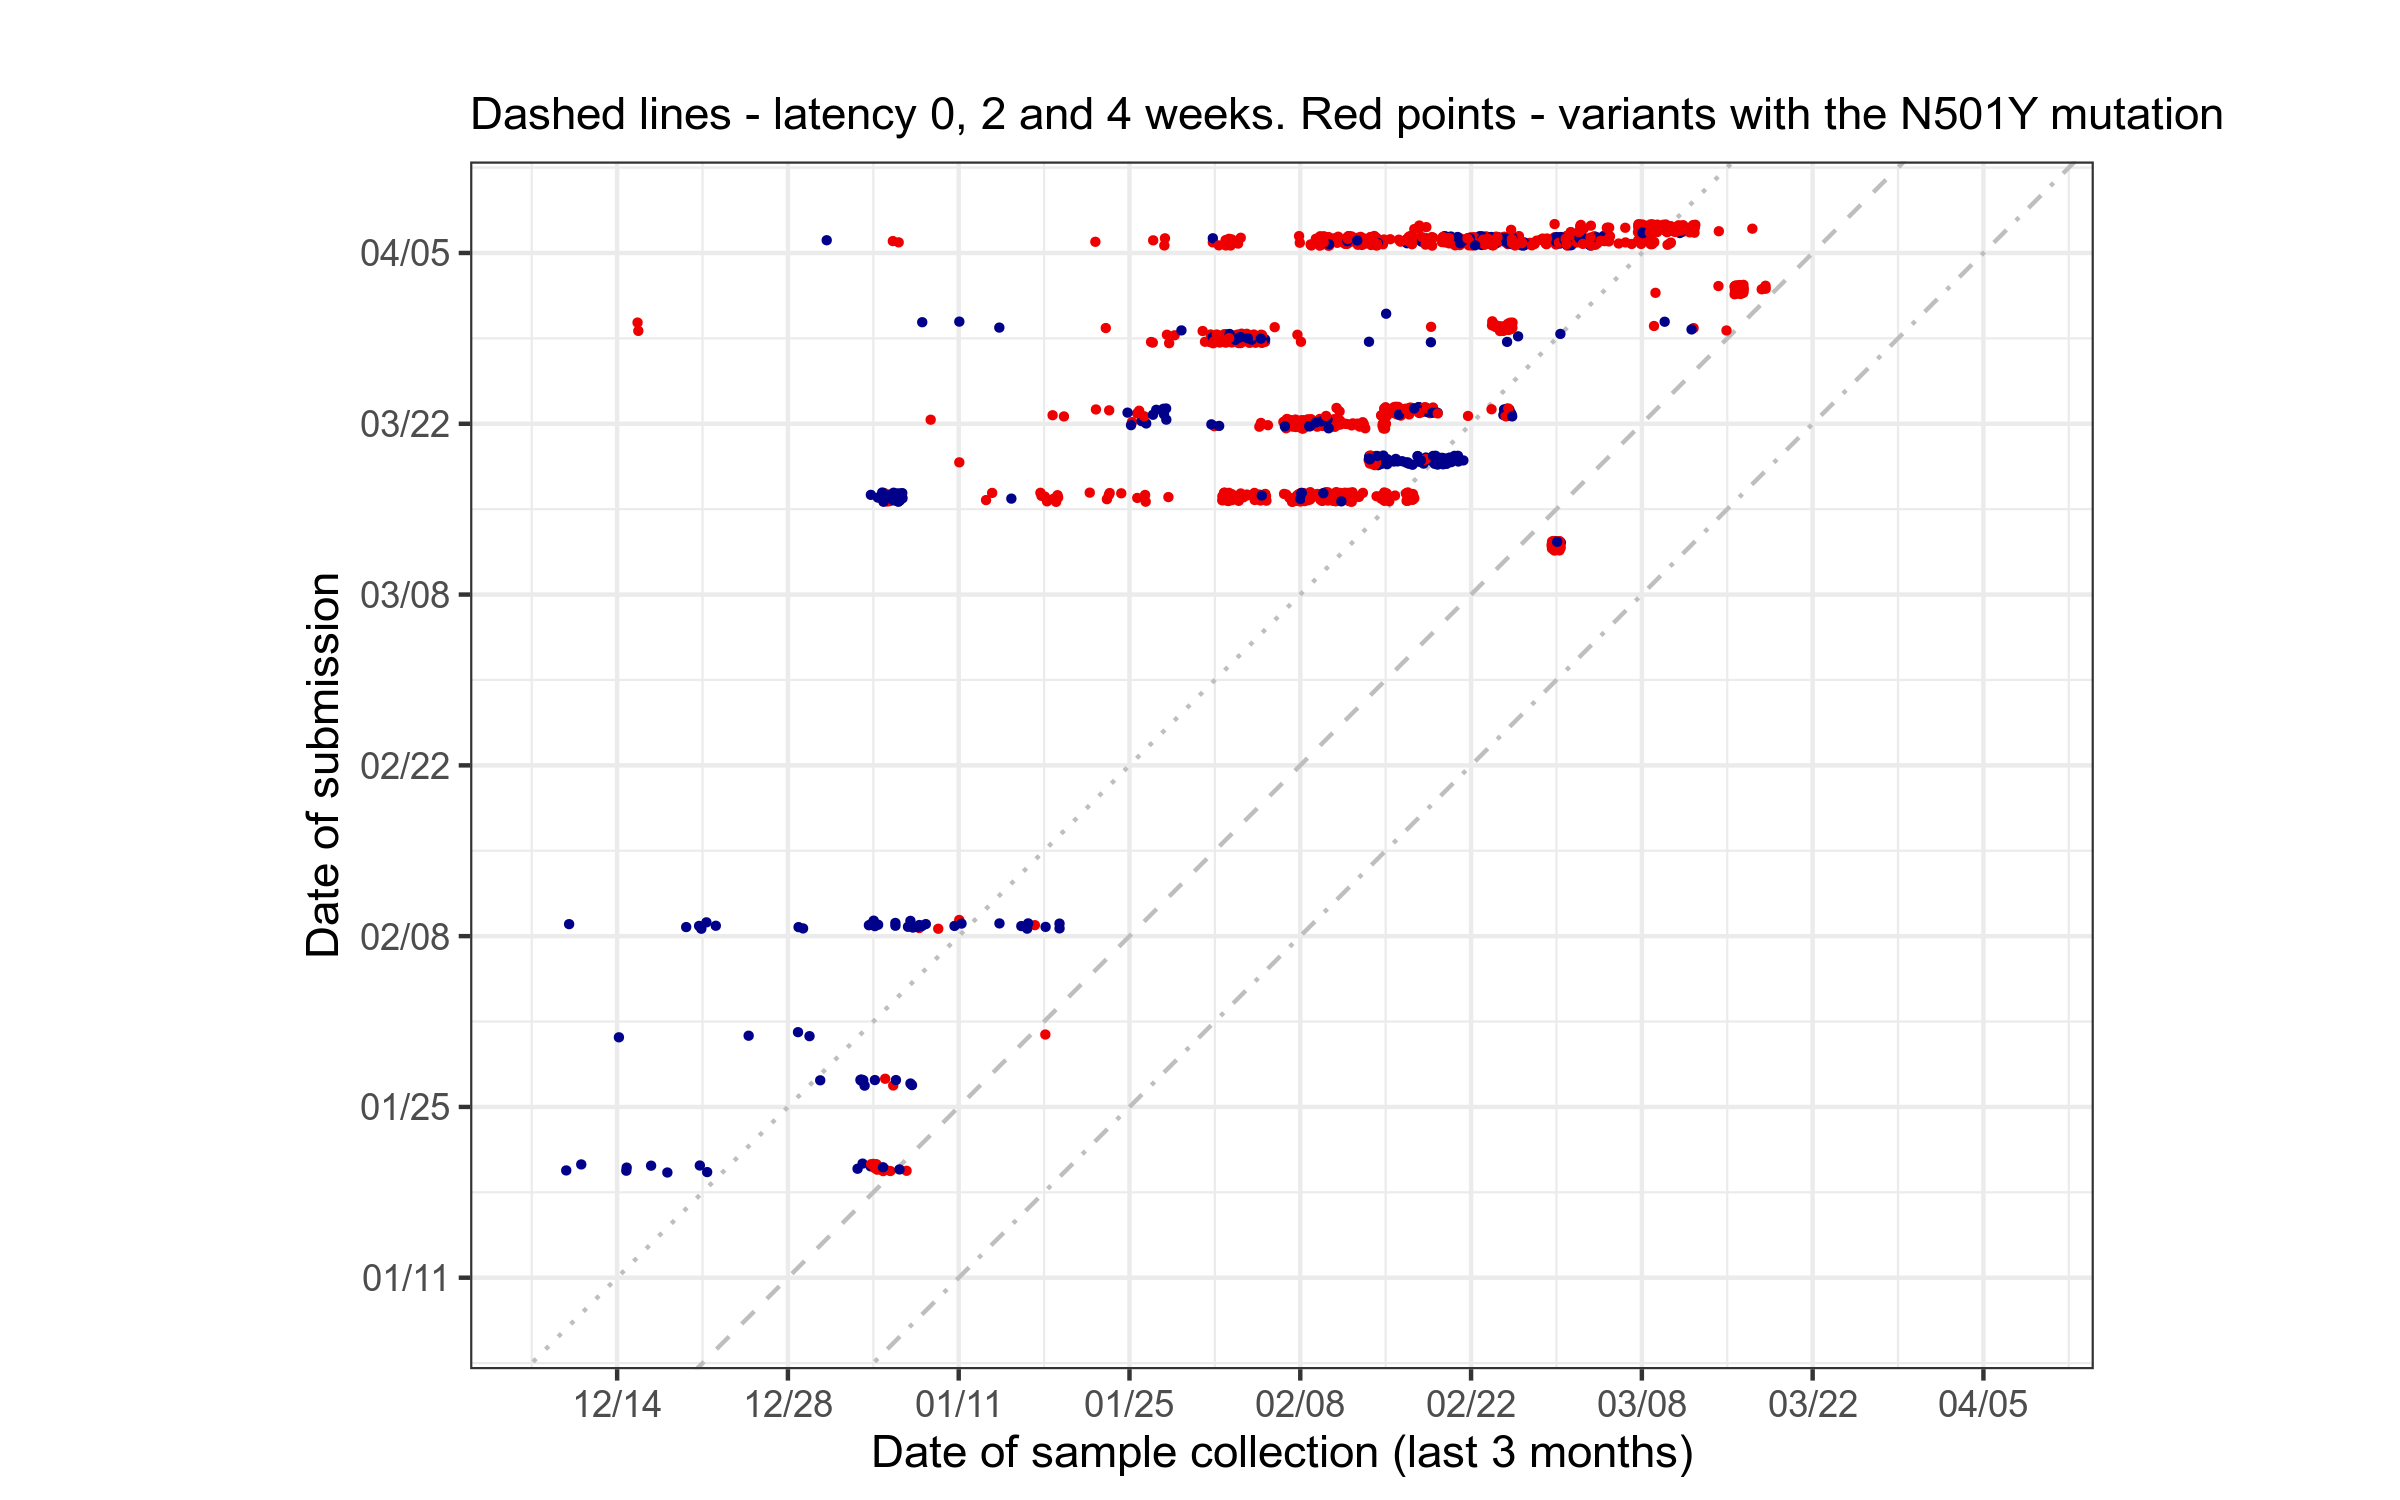 Dashed lines - latency 0, 2 and 4 weeks. Red points - variants with the N501Y mutation
Date of submission
04/05
03/22
03/08
02/22
02/08
01/25
01/11
12/14 12/28 01/11 01/25 02/08 02/22 03/08 03/22 04/05
Date of sample collection (last 3 months)